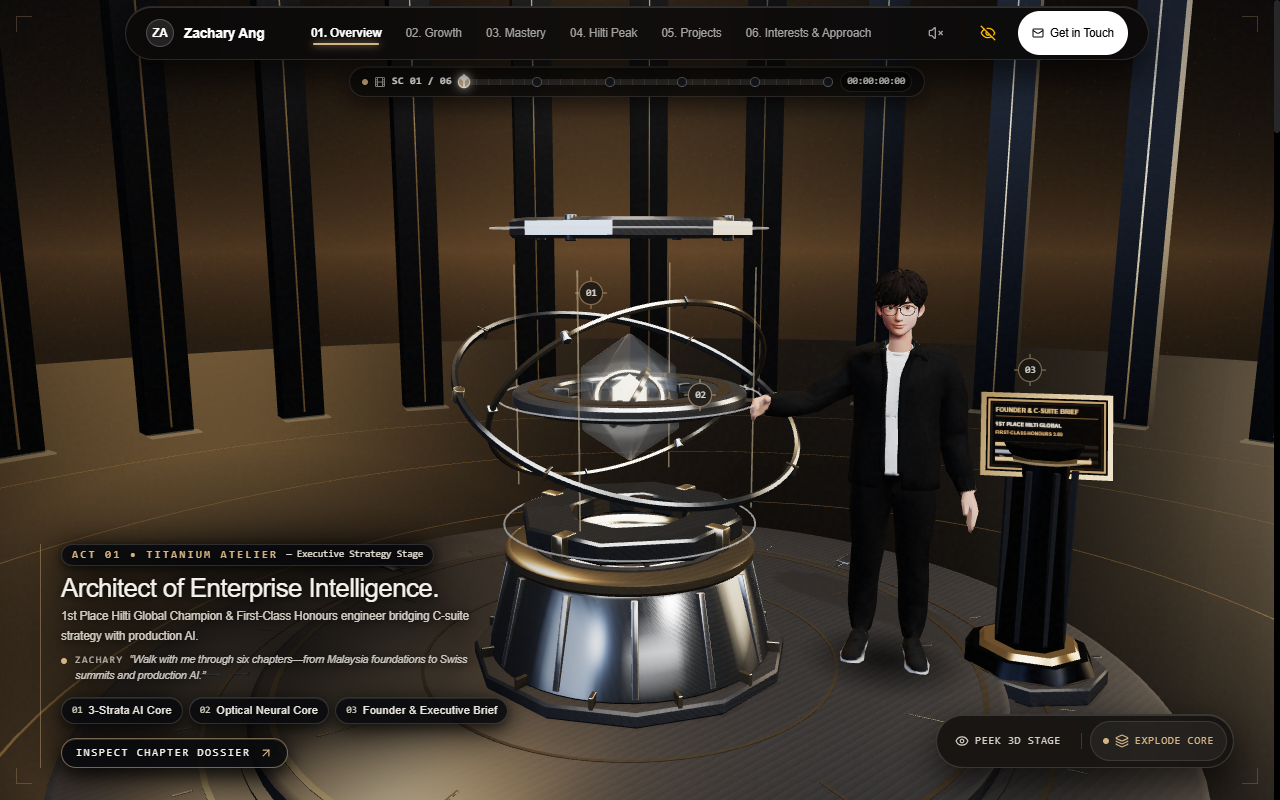 ZA Zachary Ang 01. Overview 02. Growth 03. Mastery 04. Hilti Peak 05. Projects 06. Interests & Approach Get in Touch
SC 01 / 06 00:00:00:00
01
02
03
FOUNDER & C-SUITE BRIEF
1ST PLACE HILTI GLOBAL
FIRST-CLASS HONOURS 3.88
ACT 01 • TITANIUM ATELIER — Executive Strategy Stage
Architect of Enterprise Intelligence.
1st Place Hilti Global Champion & First-Class Honours engineer bridging C-suite
strategy with production AI.
ZACHARY "Walk with me through six chapters—from Malaysia foundations to Swiss
summits and production AI."
01 3-Strata AI Core 02 Optical Neural Core 03 Founder & Executive Brief
INSPECT CHAPTER DOSSIER
PEEK 3D STAGE EXPLODE CORE